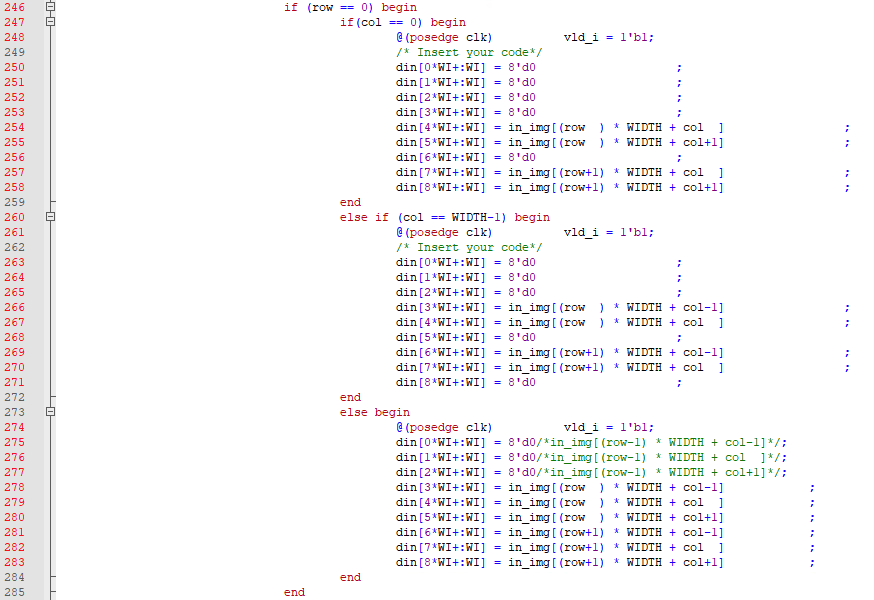 246 if (row == 0) begin
247 if(col == 0) begin
248 @(posedge clk) vld_i = 1'b1;
249 /* Insert your code*/
250 din[0*WI+:WI] = 8'd0 ;
251 din[1*WI+:WI] = 8'd0 ;
252 din[2*WI+:WI] = 8'd0 ;
253 din[3*WI+:WI] = 8'd0 ;
254 din[4*WI+:WI] = in_img[(row  ) * WIDTH + col  ] ;
255 din[5*WI+:WI] = in_img[(row  ) * WIDTH + col+1] ;
256 din[6*WI+:WI] = 8'd0 ;
257 din[7*WI+:WI] = in_img[(row+1) * WIDTH + col  ] ;
258 din[8*WI+:WI] = in_img[(row+1) * WIDTH + col+1] ;
259 end
260 else if (col == WIDTH-1) begin
261 @(posedge clk) vld_i = 1'b1;
262 /* Insert your code*/
263 din[0*WI+:WI] = 8'd0 ;
264 din[1*WI+:WI] = 8'd0 ;
265 din[2*WI+:WI] = 8'd0 ;
266 din[3*WI+:WI] = in_img[(row  ) * WIDTH + col-1] ;
267 din[4*WI+:WI] = in_img[(row  ) * WIDTH + col  ] ;
268 din[5*WI+:WI] = 8'd0 ;
269 din[6*WI+:WI] = in_img[(row+1) * WIDTH + col-1] ;
270 din[7*WI+:WI] = in_img[(row+1) * WIDTH + col  ] ;
271 din[8*WI+:WI] = 8'd0 ;
272 end
273 else begin
274 @(posedge clk) vld_i = 1'b1;
275 din[0*WI+:WI] = 8'd0/*in_img[(row-1) * WIDTH + col-1]*/;
276 din[1*WI+:WI] = 8'd0/*in_img[(row-1) * WIDTH + col  ]*/;
277 din[2*WI+:WI] = 8'd0/*in_img[(row-1) * WIDTH + col+1]*/;
278 din[3*WI+:WI] = in_img[(row  ) * WIDTH + col-1] ;
279 din[4*WI+:WI] = in_img[(row  ) * WIDTH + col  ] ;
280 din[5*WI+:WI] = in_img[(row  ) * WIDTH + col+1] ;
281 din[6*WI+:WI] = in_img[(row+1) * WIDTH + col-1] ;
282 din[7*WI+:WI] = in_img[(row+1) * WIDTH + col  ] ;
283 din[8*WI+:WI] = in_img[(row+1) * WIDTH + col+1] ;
284 end
285 end